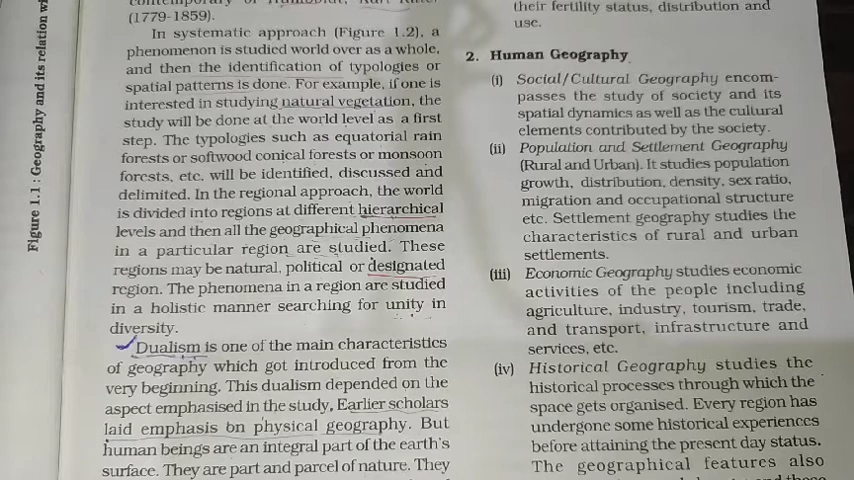 Figure 1.1 : Geography and its relation wi
contemporary of Humboldt, Karl Ritter
(1779-1859).
In systematic approach (Figure 1.2), a
phenomenon is studied world over as a whole,
and then the identification of typologies or
spatial patterns is done. For example, if one is
interested in studying natural vegetation, the
study will be done at the world level as a first
step. The typologies such as equatorial rain
forests or softwood conical forests or monsoon
forests, etc. will be identified, discussed and
delimited. In the regional approach, the world
is divided into regions at different hierarchical
levels and then all the geographical phenomena
in a particular region are studied. These
regions may be natural, political or designated
region. The phenomena in a region are studied
in a holistic manner searching for unity in
diversity.
Dualism is one of the main characteristics
of geography which got introduced from the
very beginning. This dualism depended on the
aspect emphasised in the study. Earlier scholars
laid emphasis on physical geography. But
human beings are an integral part of the earth's
surface. They are part and parcel of nature. They
their fertility status, distribution and
use.
2. Human Geography
(i) Social/Cultural Geography encom-
passes the study of society and its
spatial dynamics as well as the cultural
elements contributed by the society.
(ii) Population and Settlement Geography
(Rural and Urban). It studies population
growth, distribution, density, sex ratio,
migration and occupational structure
etc. Settlement geography studies the
characteristics of rural and urban
settlements.
(iii) Economic Geography studies economic
activities of the people including
agriculture, industry, tourism, trade,
and transport, infrastructure and
services, etc.
(iv) Historical Geography studies the
historical processes through which the
space gets organised. Every region has
undergone some historical experiences
before attaining the present day status.
The geographical features also